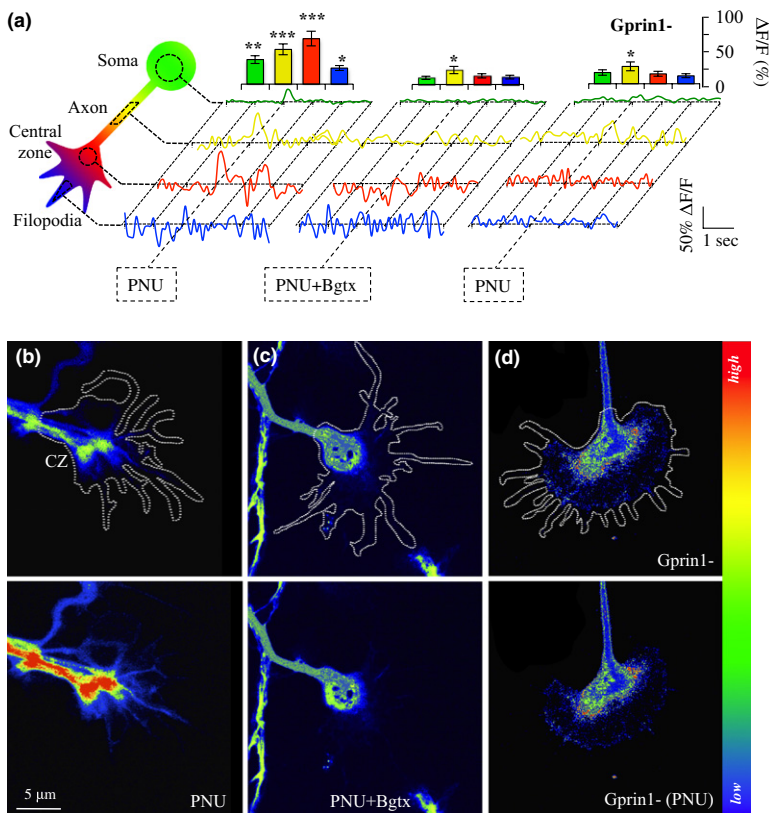 (a)
** *** *** *
*
Gprin1-
*
100
50
0
ΔF/F (%)
Soma
Axon
Central
zone
Filopodia
50% ΔF/F
1 sec
PNU
PNU+Bgtx
PNU
(b)
(c)
(d)
high
CZ
Gprin1-
5 μm
PNU
PNU+Bgtx
Gprin1- (PNU)
low